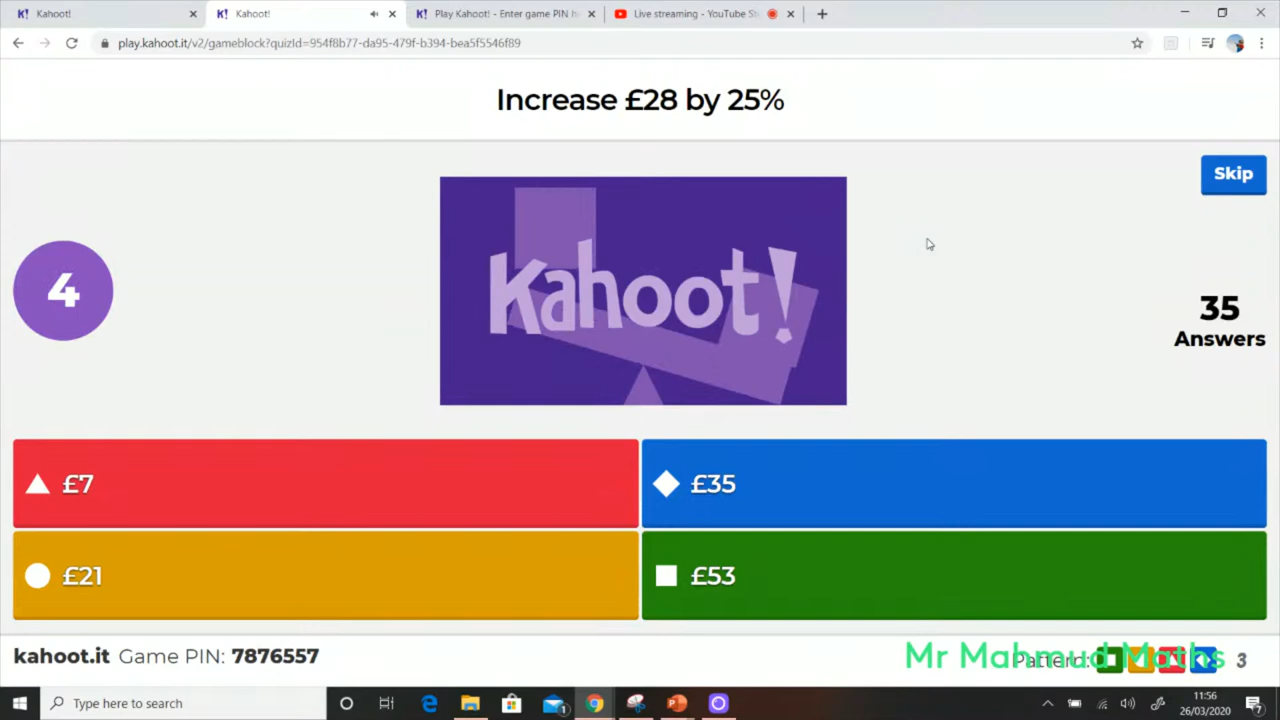 Kahoot!
Kahoot!
Play Kahoot! - Enter game PIN h
Live streaming - YouTube St
play.kahoot.it/v2/gameblock?quizId=954f8b77-da95-479f-b394-bea5f5546f89
Increase £28 by 25%
Skip
4
Kahoot!
35
Answers
£7
£35
£21
£53
kahoot.it Game PIN: 7876557
Pattern: 3
Mr Mahmud Maths
Type here to search
11:56
26/03/2020